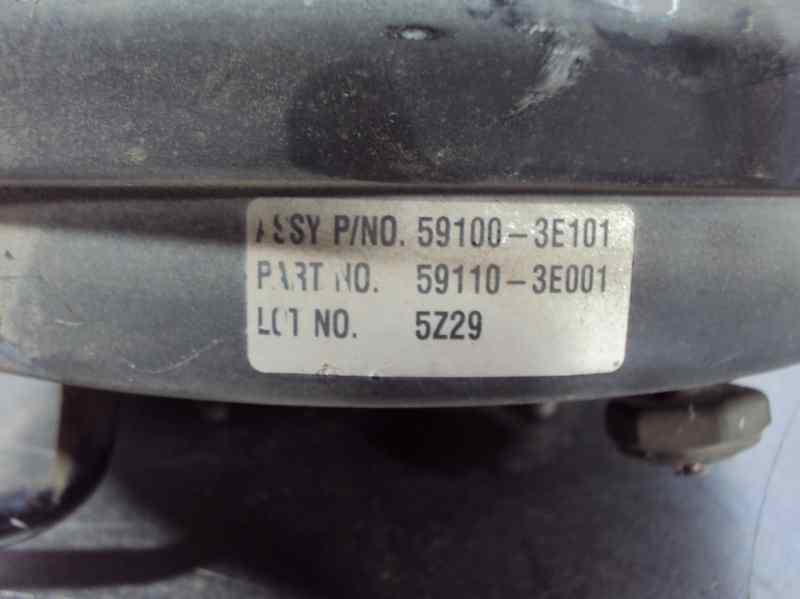 ASSY P/NO. 59100-3E101
PART NO. 59110-3E001
LOT NO. 5Z29